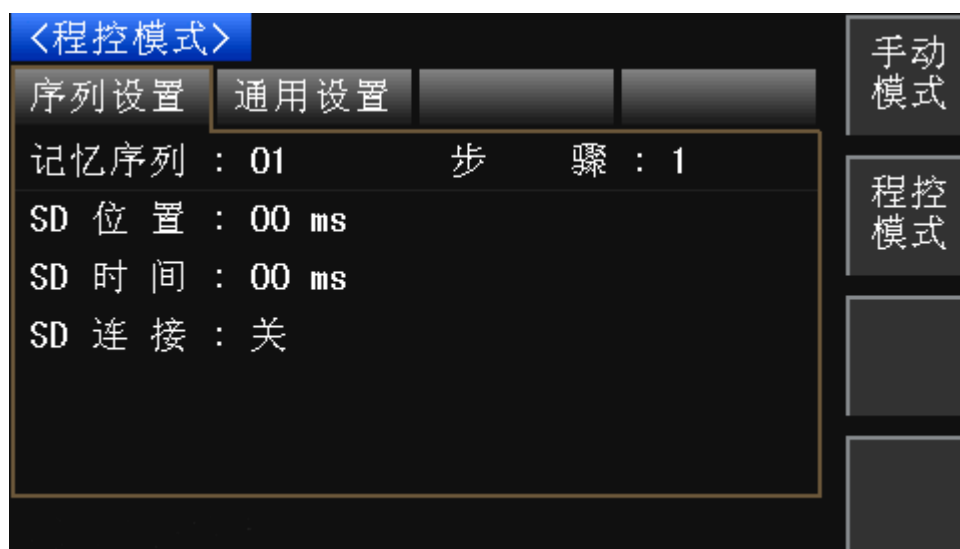 <程控模式>
序列设置 通用设置
记忆序列 : 01 步 骤 : 1
SD 位 置 : 00 ms
SD 时 间 : 00 ms
SD 连 接 : 关
手动
模式
程控
模式